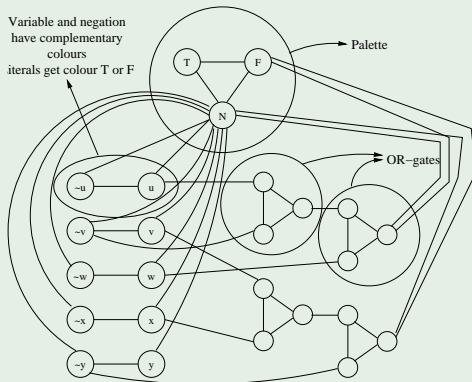 Variable and negation
have complementary
colours
iterals get colour T or F
Palette
T
F
N
OR-gates
~u
u
~v
v
~w
w
~x
x
~y
y